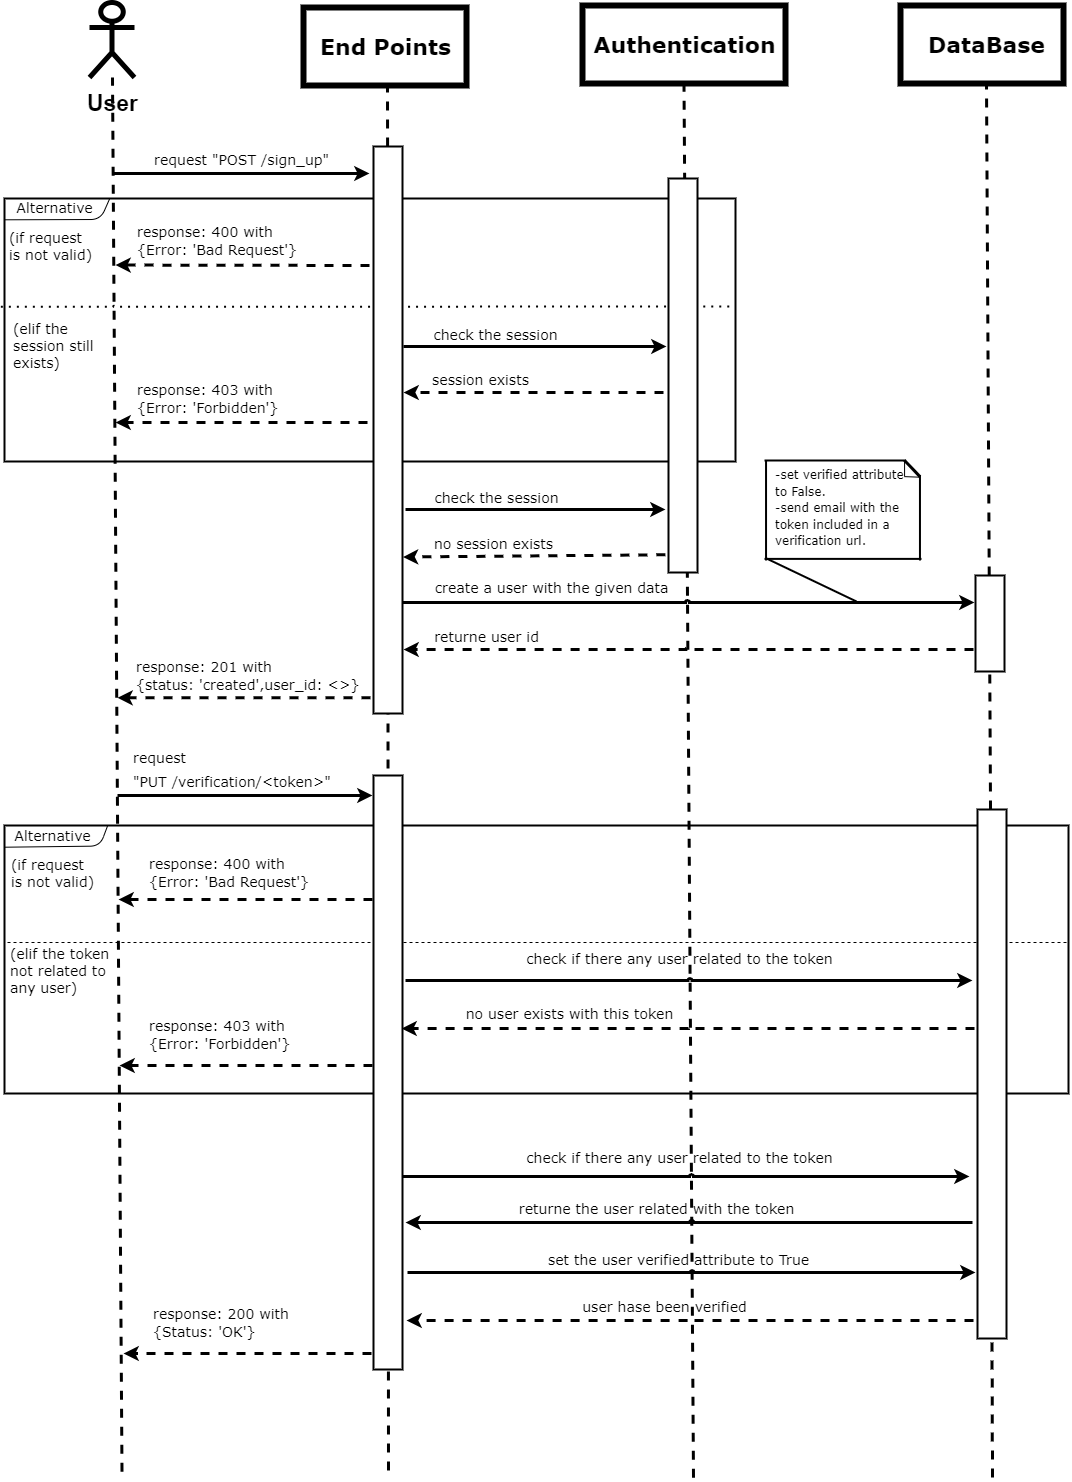 User
End Points
Authentication
DataBase
request "POST /sign_up"
Alternative
(if request
is not valid)
response: 400 with
{Error: 'Bad Request'}
(elif the
session still
exists)
check the session
session exists
response: 403 with
{Error: 'Forbidden'}
check the session
no session exists
-set verified attribute
to False.
-send email with the
token included in a
verification url.
create a user with the given data
returne user id
response: 201 with
{status: 'created',user_id: <>}
request
"PUT /verification/<token>"
Alternative
(if request
is not valid)
response: 400 with
{Error: 'Bad Request'}
(elif the token
not related to
any user)
check if there any user related to the token
no user exists with this token
response: 403 with
{Error: 'Forbidden'}
check if there any user related to the token
returne the user related with the token
set the user verified attribute to True
user hase been verified
response: 200 with
{Status: 'OK'}